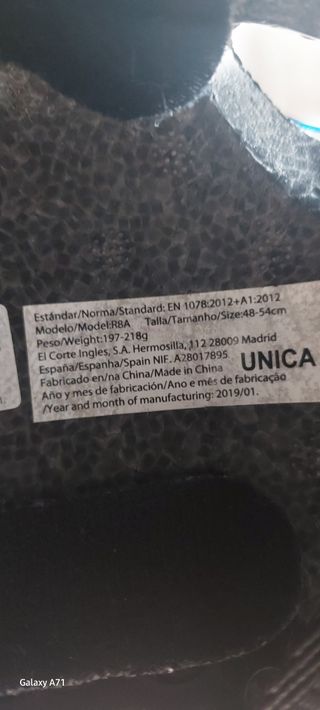 Estándar/Norma/Standard: EN 1078:2012+A1:2012
Modelo/Model:R8A Talla/Tamanho/Size:48-54cm
Peso/Weight:197-218g
El Corte Ingles, S.A. Hermosilla, 112 28009 Madrid
España/Espanha/Spain NIF. A28017895
UNICA
Fabricado en/na China/Made in China
Año y mes de fabricación/Ano e mês de fabricação
/Year and month of manufacturing: 2019/01.
Galaxy A71